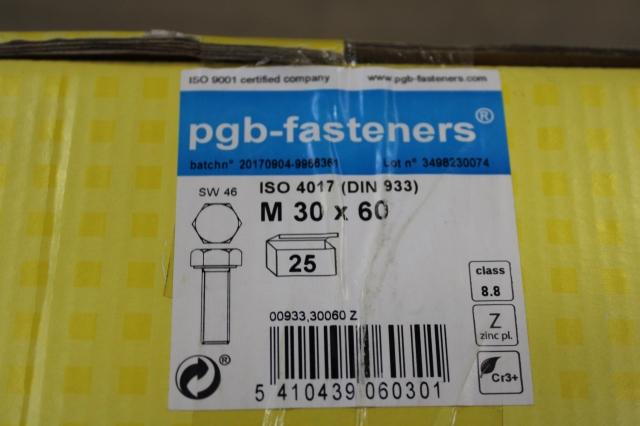 ISO 9001 certified company www.pgb-fasteners.com
pgb-fasteners®
batchn° 20170904-9966361 Lot n° 3498230074
SW 46 ISO 4017 (DIN 933)
M 30 x 60
25
class
8.8
Z
zinc pl.
Cr3+
00933,30060 Z
®
5 410439 060301